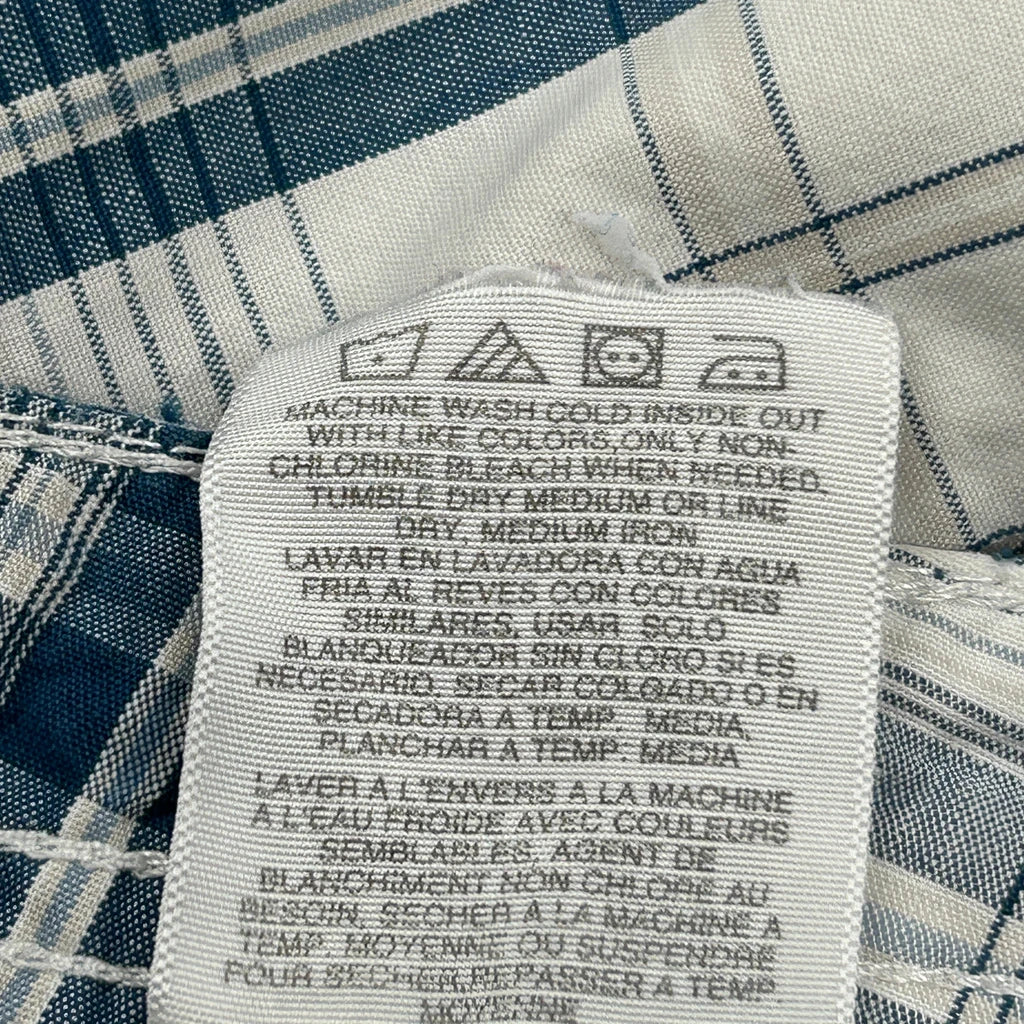 MACHINE WASH COLD INSIDE OUT
WITH LIKE COLORS, ONLY NON-
CHLORINE BLEACH WHEN NEEDED.
TUMBLE DRY MEDIUM OR LINE
DRY, MEDIUM IRON
LAVAR EN LAVADORA CON AGUA
FRIA AL REVES CON COLORES
SIMILARES, USAR SOLO
BLANQUEADOR SIN CLORO SI ES
NECESARIO, SECAR COLGADO O EN
SECADORA A TEMP. MEDIA,
PLANCHAR A TEMP. MEDIA
LAVER A L'ENVERS A LA MACHINE
A L'EAU FROIDE AVEC COULEURS
SEMBLABLES, AGENT DE
BLANCHIMENT NON CHLORE AU
BESOIN, SECHER A LA MACHINE A
TEMP. MOYENNE OU SUSPENDRE
POUR SECHER, REPASSER A TEMP.
MOYENNE